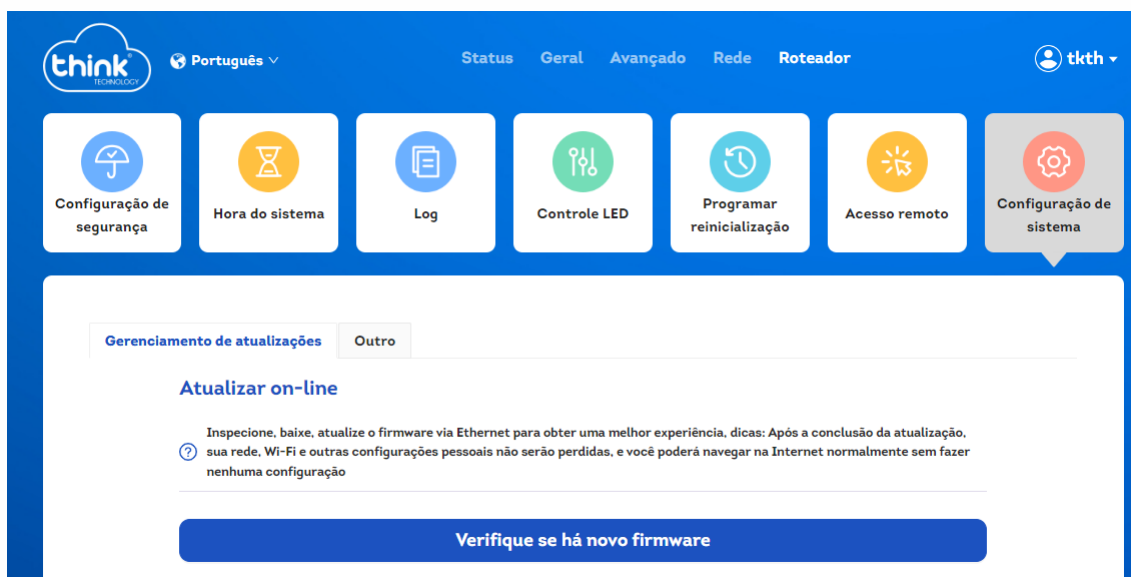 think
TECHNOLOGY
Português
Status Geral Avançado Rede Roteador
tkth
Configuração de
segurança
Hora do sistema
Log
Controle LED
Programar
reinicialização
Acesso remoto
Configuração de
sistema
Gerenciamento de atualizações Outro
Atualizar on-line
Inspecione, baixe, atualize o firmware via Ethernet para obter uma melhor experiência, dicas: Após a conclusão da atualização,
sua rede, Wi-Fi e outras configurações pessoais não serão perdidas, e você poderá navegar na Internet normalmente sem fazer
nenhuma configuração
Verifique se há novo firmware